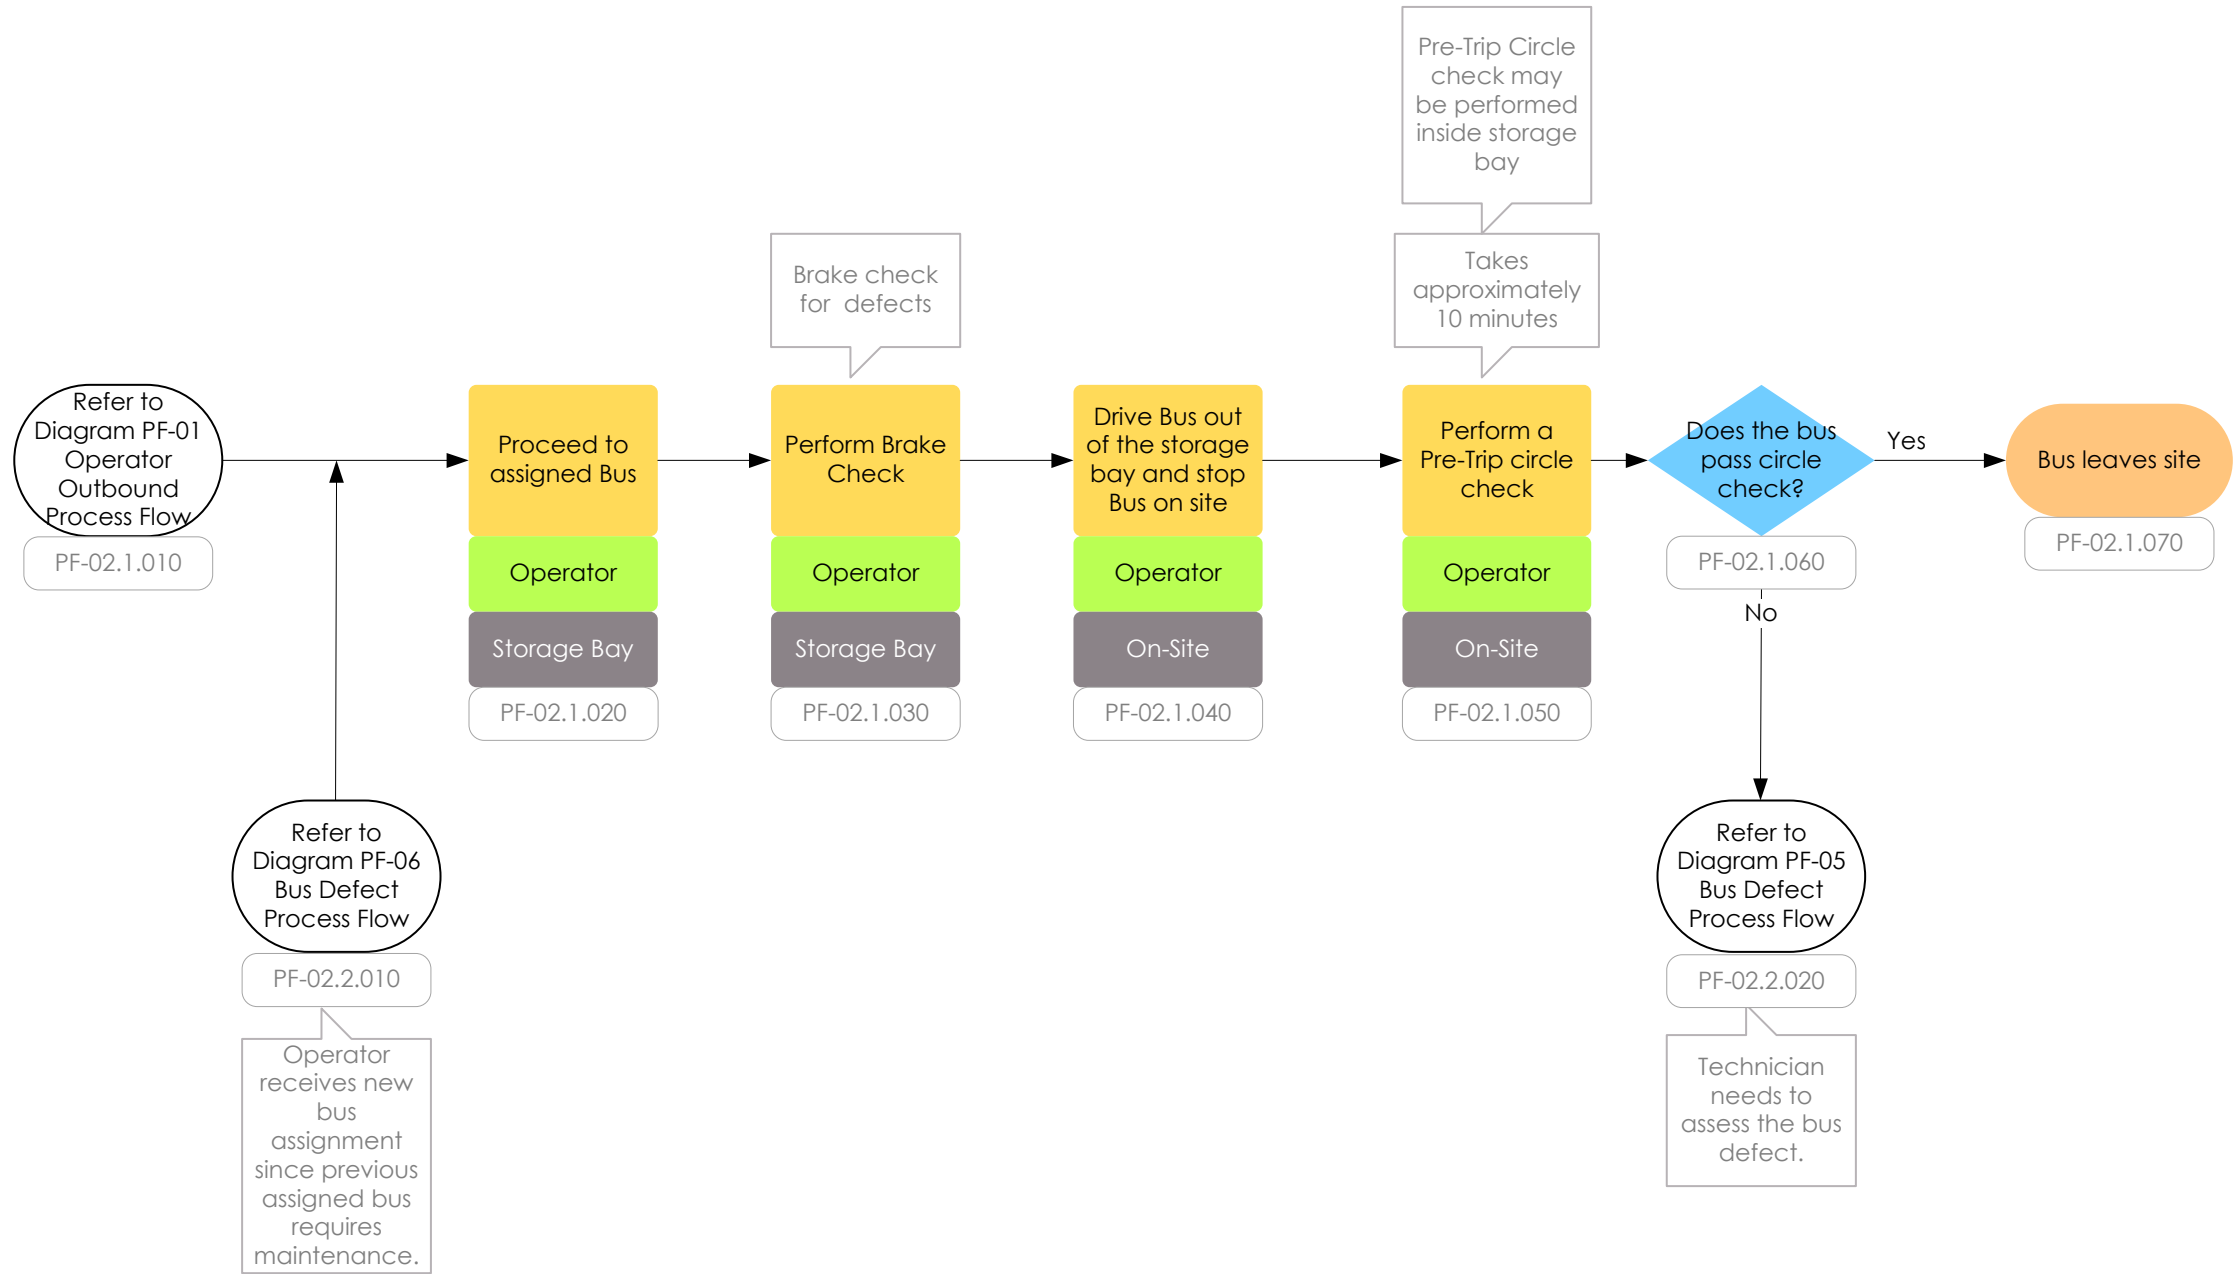 Pre-Trip Circle
check may
be performed
inside storage
bay
Brake check
for  defects
Takes
approximately
10 minutes
Refer to
Diagram PF-01
Operator
Outbound
Process Flow
PF-02.1.010
Proceed to
assigned Bus
Operator
Storage Bay
PF-02.1.020
Perform Brake
Check
Operator
Storage Bay
PF-02.1.030
Drive Bus out
of the storage
bay and stop
Bus on site
Operator
On-Site
PF-02.1.040
Perform a
Pre-Trip circle
check
Operator
On-Site
PF-02.1.050
Does the bus
pass circle
check?
PF-02.1.060
Yes
Bus leaves site
PF-02.1.070
No
Refer to
Diagram PF-06
Bus Defect
Process Flow
PF-02.2.010
Operator
receives new
bus
assignment
since previous
assigned bus
requires
maintenance.
Refer to
Diagram PF-05
Bus Defect
Process Flow
PF-02.2.020
Technician
needs to
assess the bus
defect.